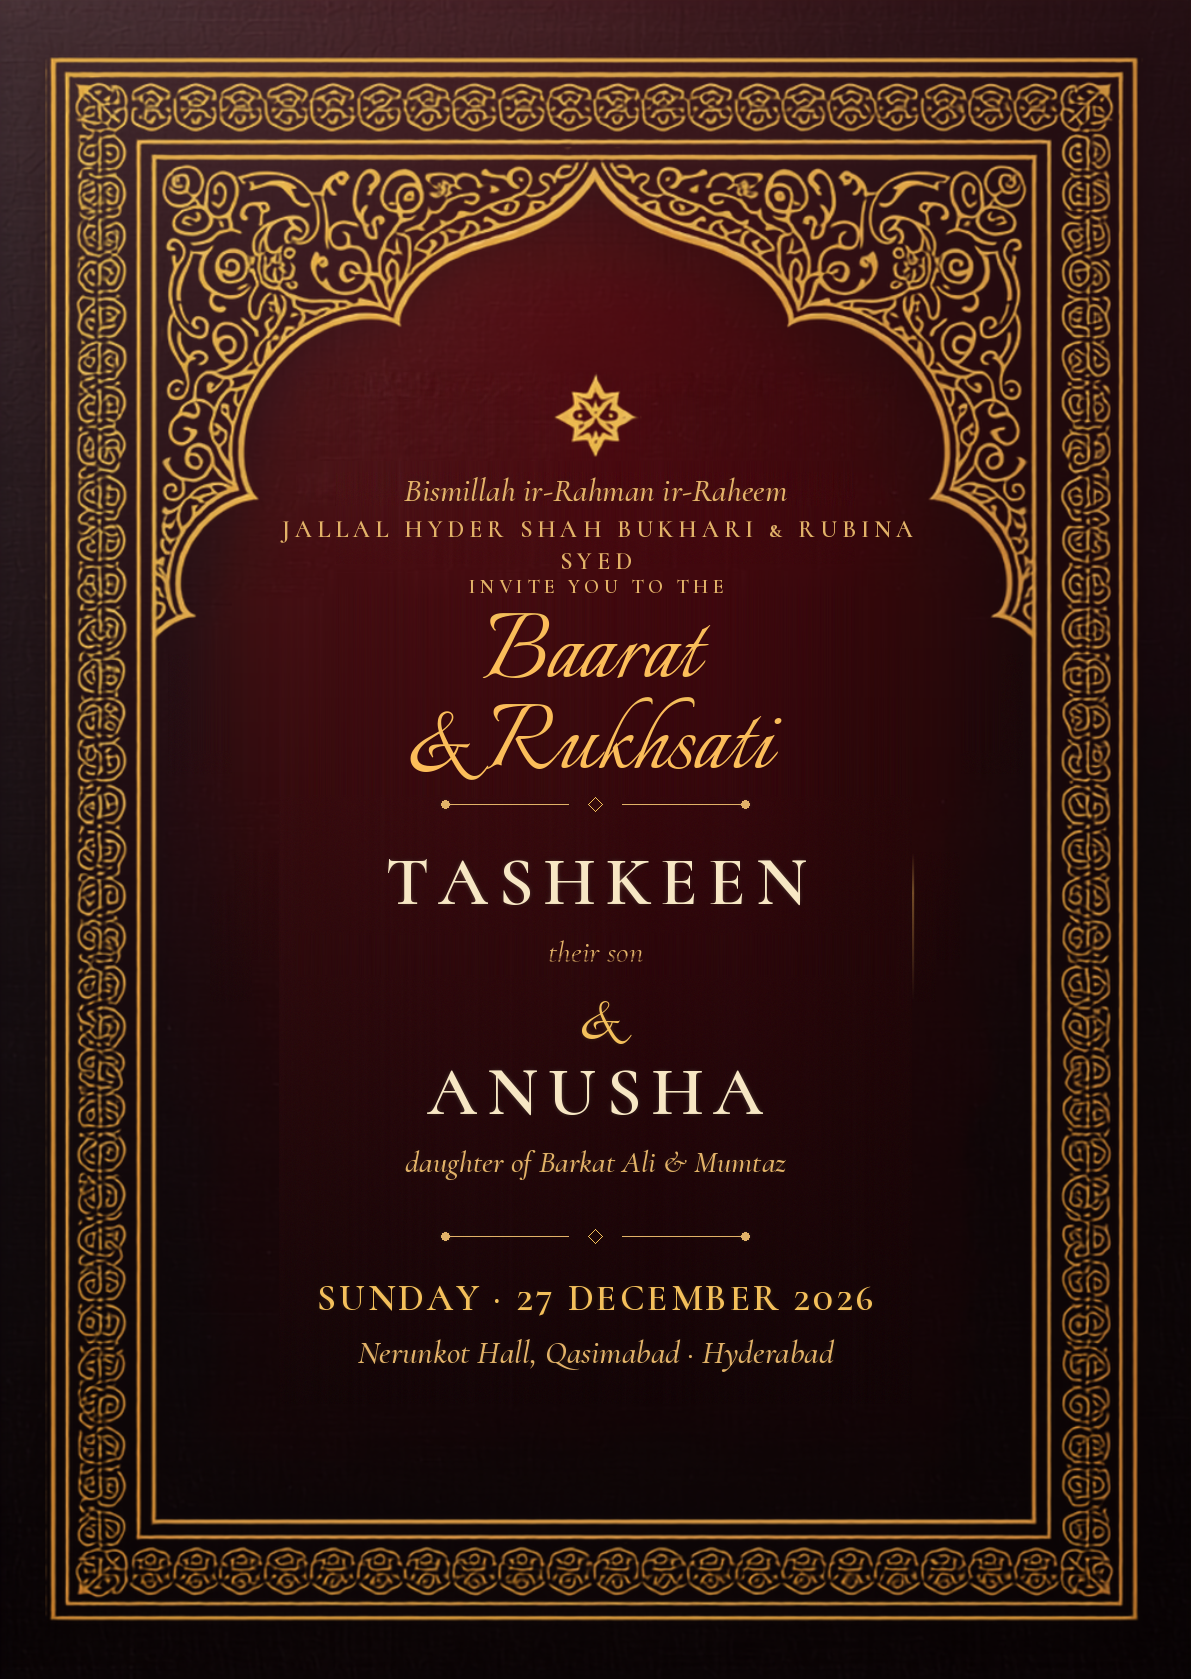 Bismillah ir-Rahman ir-Raheem
JALLAL HYDER SHAH BUKHARI & RUBINA
SYED
INVITE YOU TO THE
Baarat
& Rukhsati
TASHKEEN
their son
&
ANUSHA
daughter of Barkat Ali & Mumtaz
SUNDAY · 27 DECEMBER 2026
Nerunkot Hall, Qasimabad · Hyderabad